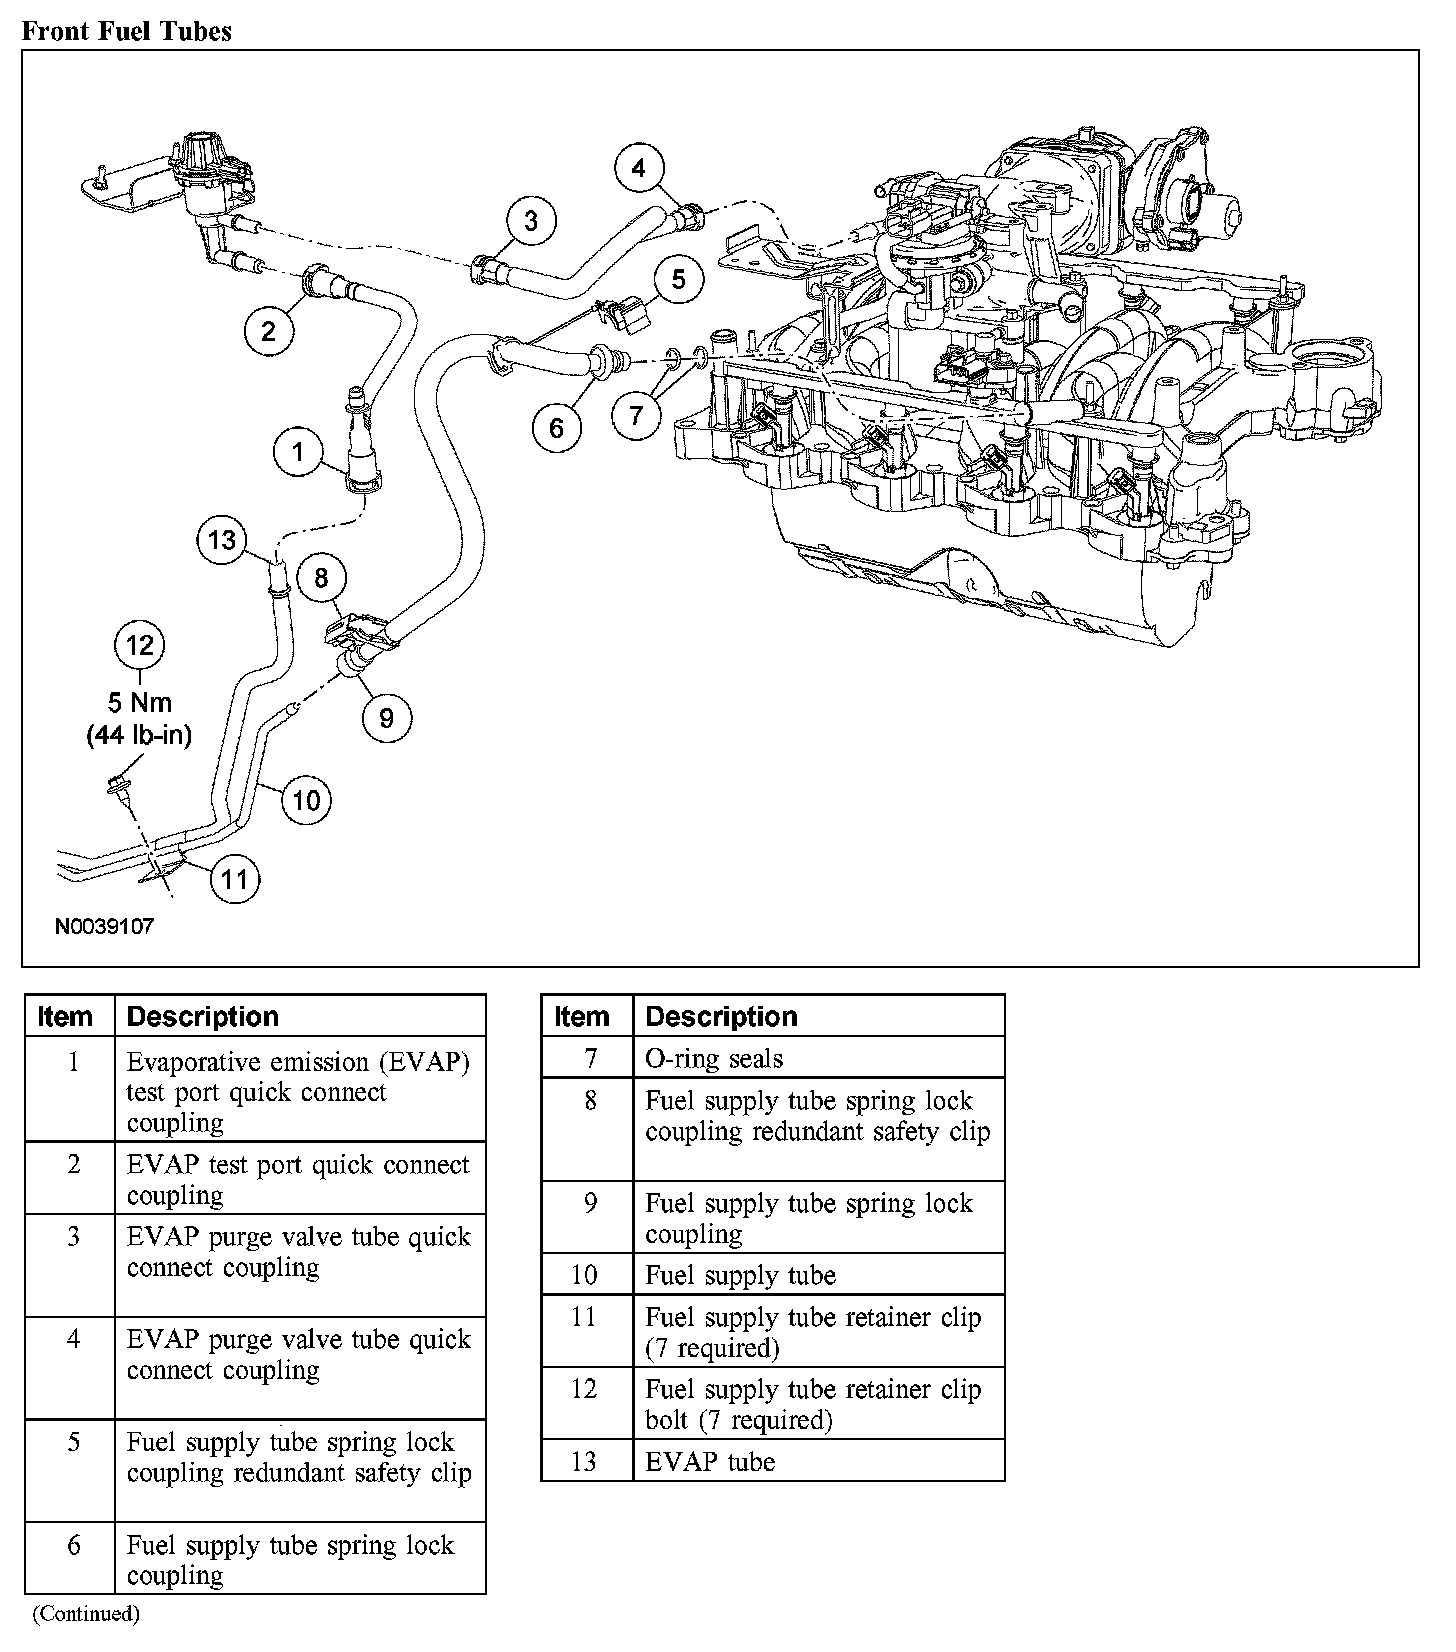 Front Fuel Tubes
4
3
5
2
6
7
1
13
8
12
5 Nm
(44 lb-in)
9
10
11
N0039107
Item Description
1 Evaporative emission (EVAP)
test port quick connect
coupling
2 EVAP test port quick connect
coupling
3 EVAP purge valve tube quick
connect coupling
4 EVAP purge valve tube quick
connect coupling
5 Fuel supply tube spring lock
coupling redundant safety clip
6 Fuel supply tube spring lock
coupling
(Continued)
Item Description
7 O-ring seals
8 Fuel supply tube spring lock
coupling redundant safety clip
9 Fuel supply tube spring lock
coupling
10 Fuel supply tube
11 Fuel supply tube retainer clip
(7 required)
12 Fuel supply tube retainer clip
bolt (7 required)
13 EVAP tube